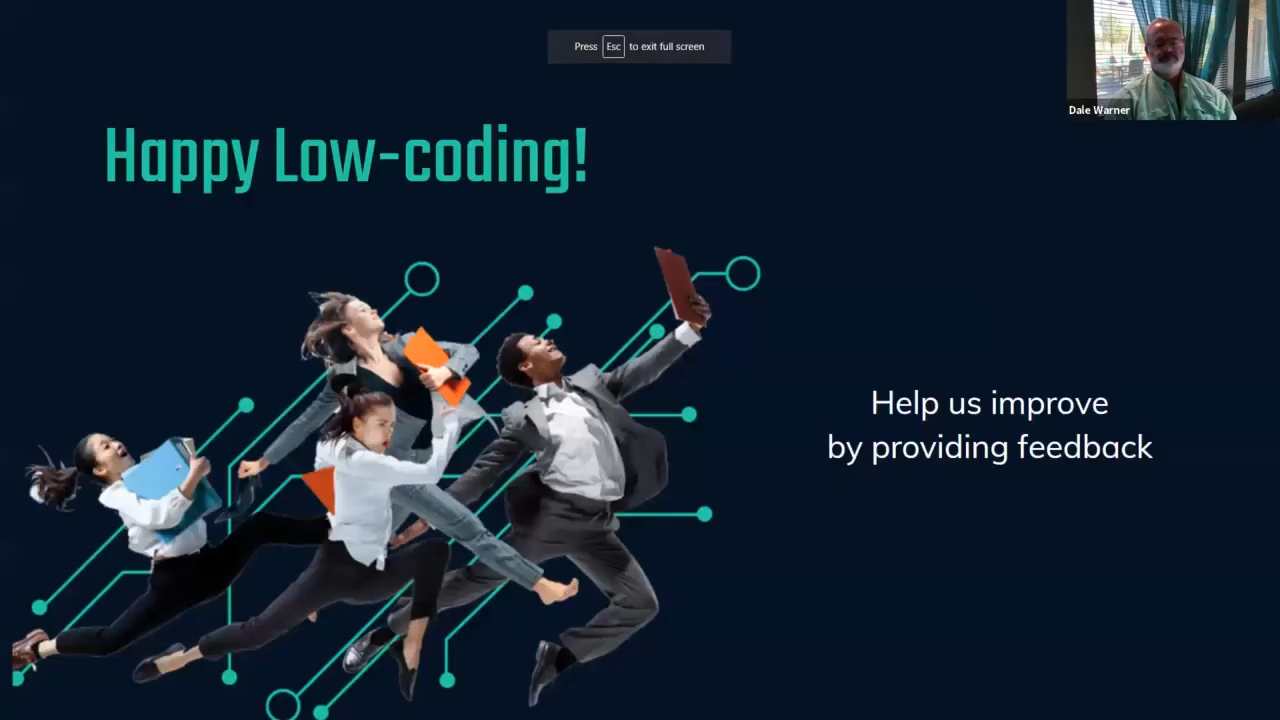 Press Esc to exit full screen
Dale Warner
Happy Low-coding!
Help us improve
by providing feedback